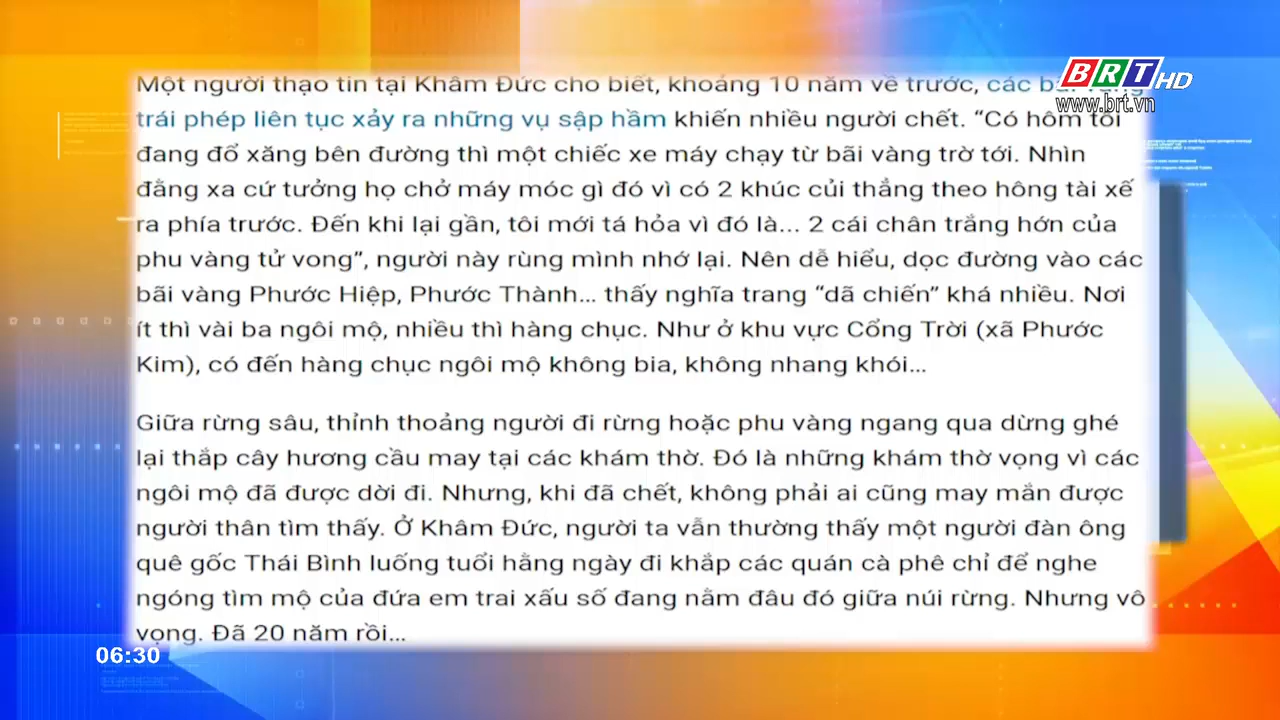 Một người thạo tin tại Khâm Đức cho biết, khoảng 10 năm về trước, các bãi vàng
BRT HD
www.brt.vn
trái phép liên tục xảy ra những vụ sập hầm khiến nhiều người chết. “Có hôm tôi
đang đổ xăng bên đường thì một chiếc xe máy chạy từ bãi vàng trờ tới. Nhìn
đằng xa cứ tưởng họ chở máy móc gì đó vì có 2 khúc củi thẳng theo hông tài xế
ra phía trước. Đến khi lại gần, tôi mới tá hỏa vì đó là... 2 cái chân trắng hớn của
phu vàng tử vong”, người này rùng mình nhớ lại. Nên dễ hiểu, dọc đường vào các
bãi vàng Phước Hiệp, Phước Thành... thấy nghĩa trang “dã chiến” khá nhiều. Nơi
ít thì vài ba ngôi mộ, nhiều thì hàng chục. Như ở khu vực Cổng Trời (xã Phước
Kim), có đến hàng chục ngôi mộ không bia, không nhang khói...
Giữa rừng sâu, thỉnh thoảng người đi rừng hoặc phu vàng ngang qua dừng ghé
lại thắp cây hương cầu may tại các khám thờ. Đó là những khám thờ vọng vì các
ngôi mộ đã được dời đi. Nhưng, khi đã chết, không phải ai cũng may mắn được
người thân tìm thấy. Ở Khâm Đức, người ta vẫn thường thấy một người đàn ông
quê gốc Thái Bình luống tuổi hằng ngày đi khắp các quán cà phê chỉ để nghe
ngóng tìm mộ của đứa em trai xấu số đang nằm đâu đó giữa núi rừng. Nhưng vô
vọng. Đã 20 năm rồi...
06:30